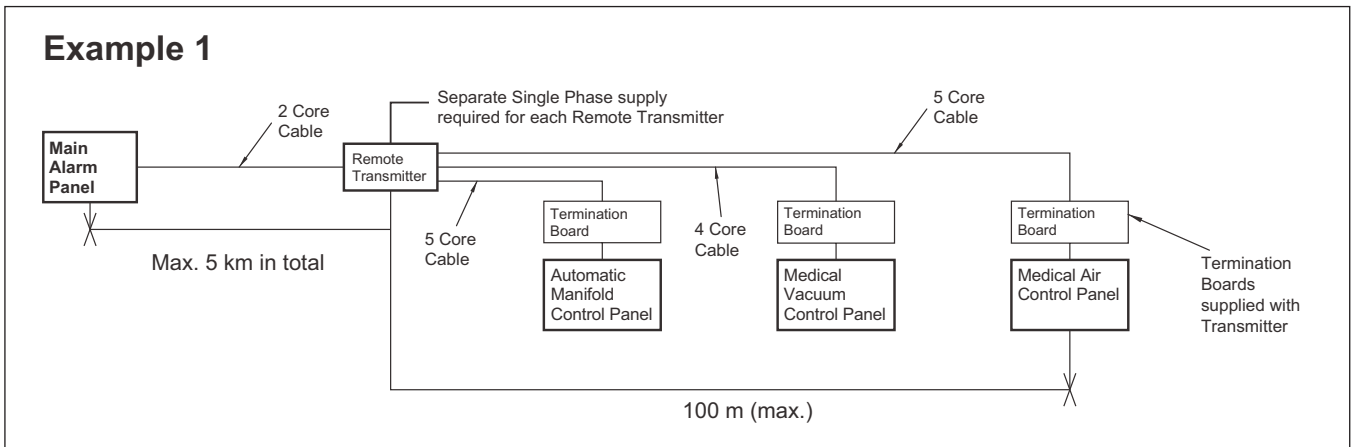 Example 1
2 Core
Cable
Separate Single Phase supply
required for each Remote Transmitter
5 Core
Cable
Main
Alarm
Panel
Remote
Transmitter
Max. 5 km in total
5 Core
Cable
Termination
Board
4 Core
Cable
Termination
Board
Termination
Board
Automatic
Manifold
Control Panel
Medical
Vacuum
Control Panel
Medical Air
Control Panel
Termination
Boards
supplied with
Transmitter
100 m (max.)